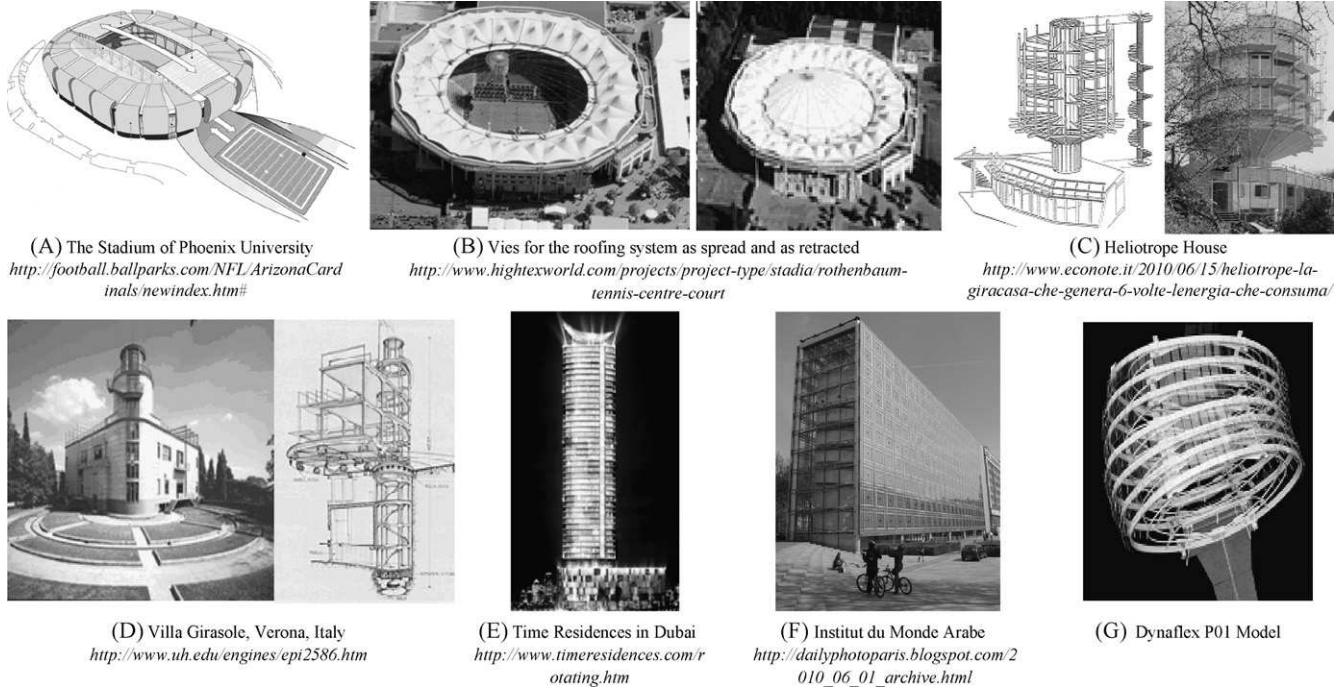 (A) The Stadium of Phoenix University
http://football.ballparks.com/NFL/ArizonaCard
inals/newindex.htm#
(B) Vies for the roofing system as spread and as retracted
http://www.hightexworld.com/projects/project-type/stadia/rothenbaum-
tennis-centre-court
(C) Heliotrope House
http://www.econote.it/2010/06/15/heliotrope-la-
giracasa-che-genera-6-volte-lenergia-che-consuma/
(D) Villa Girasole, Verona, Italy
http://www.uh.edu/engines/epi2586.htm
(E) Time Residences in Dubai
http://www.timeresidences.com/r
otating.htm
(F) Institut du Monde Arabe
http://dailyphotoparis.blogspot.com/2
010_06_01_archive.html
(G) Dynaflex P01 Model